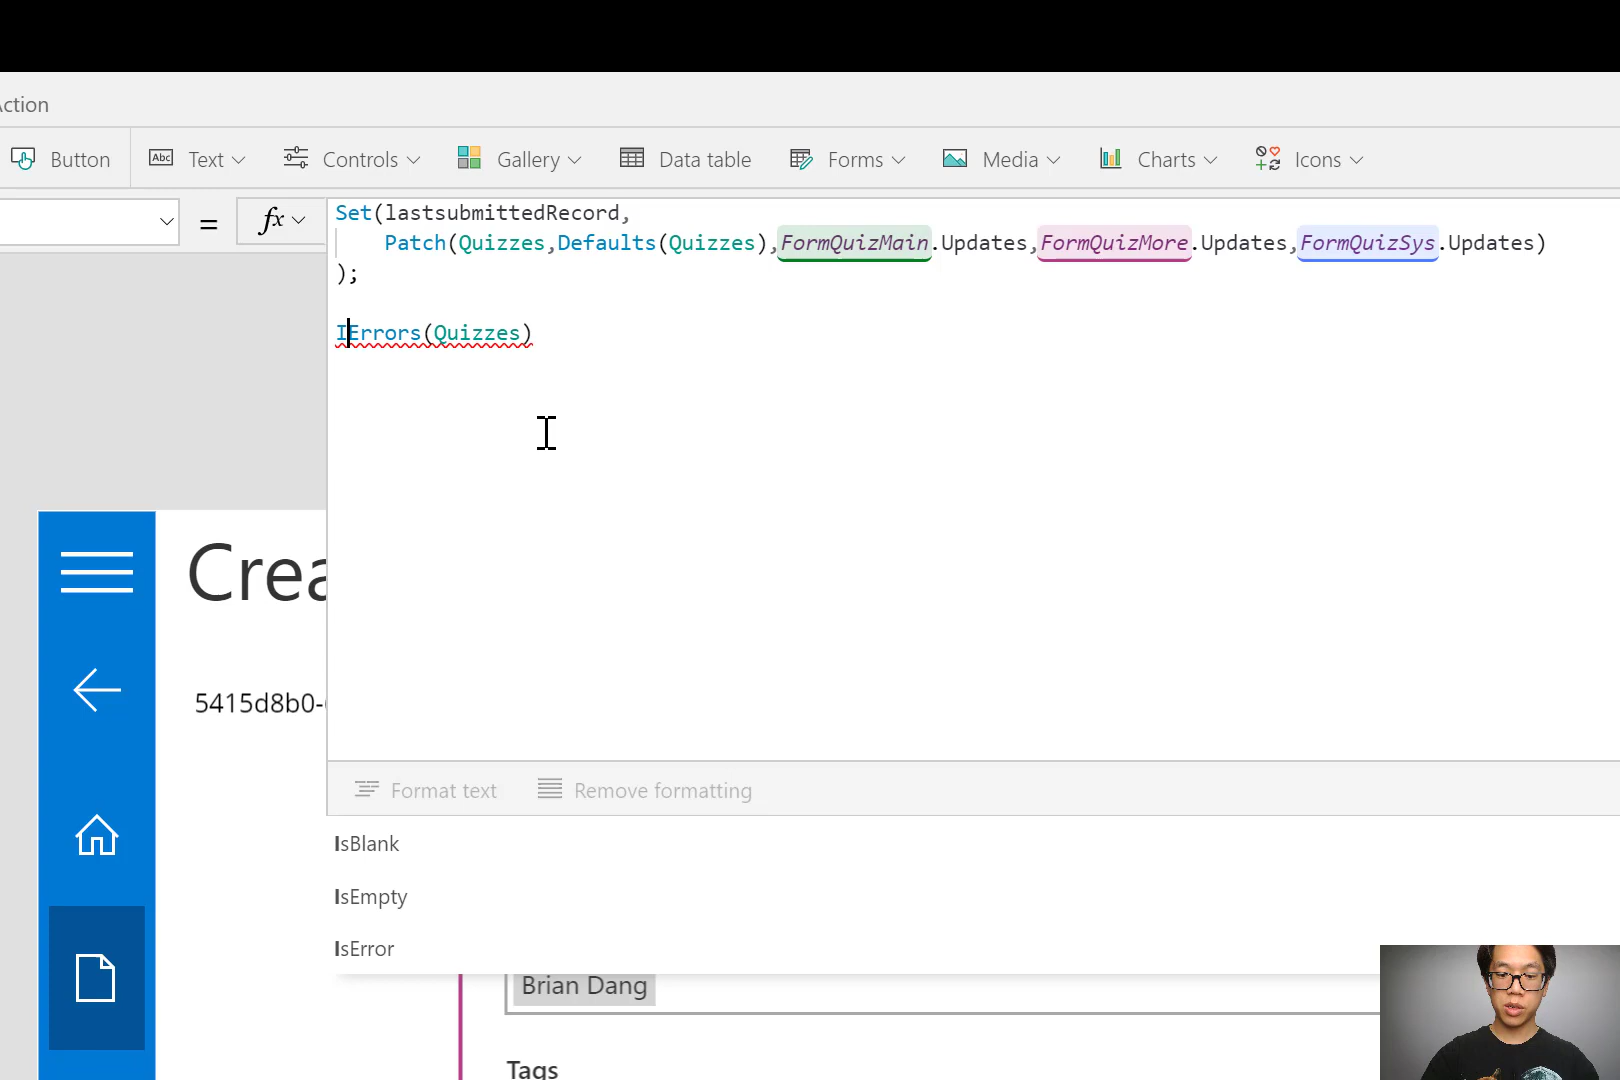 Action
Button
Abc Text
Controls
Gallery
Data table
Forms
Media
Charts
Icons
= fx
Set(lastsubmittedRecord,
Patch(Quizzes,Defaults(Quizzes),FormQuizMain.Updates,FormQuizMore.Updates,FormQuizSys.Updates)
);
IErrors(Quizzes)
Crea
5415d8b0-
Format text
Remove formatting
IsBlank
IsEmpty
IsError
Brian Dang
Tags